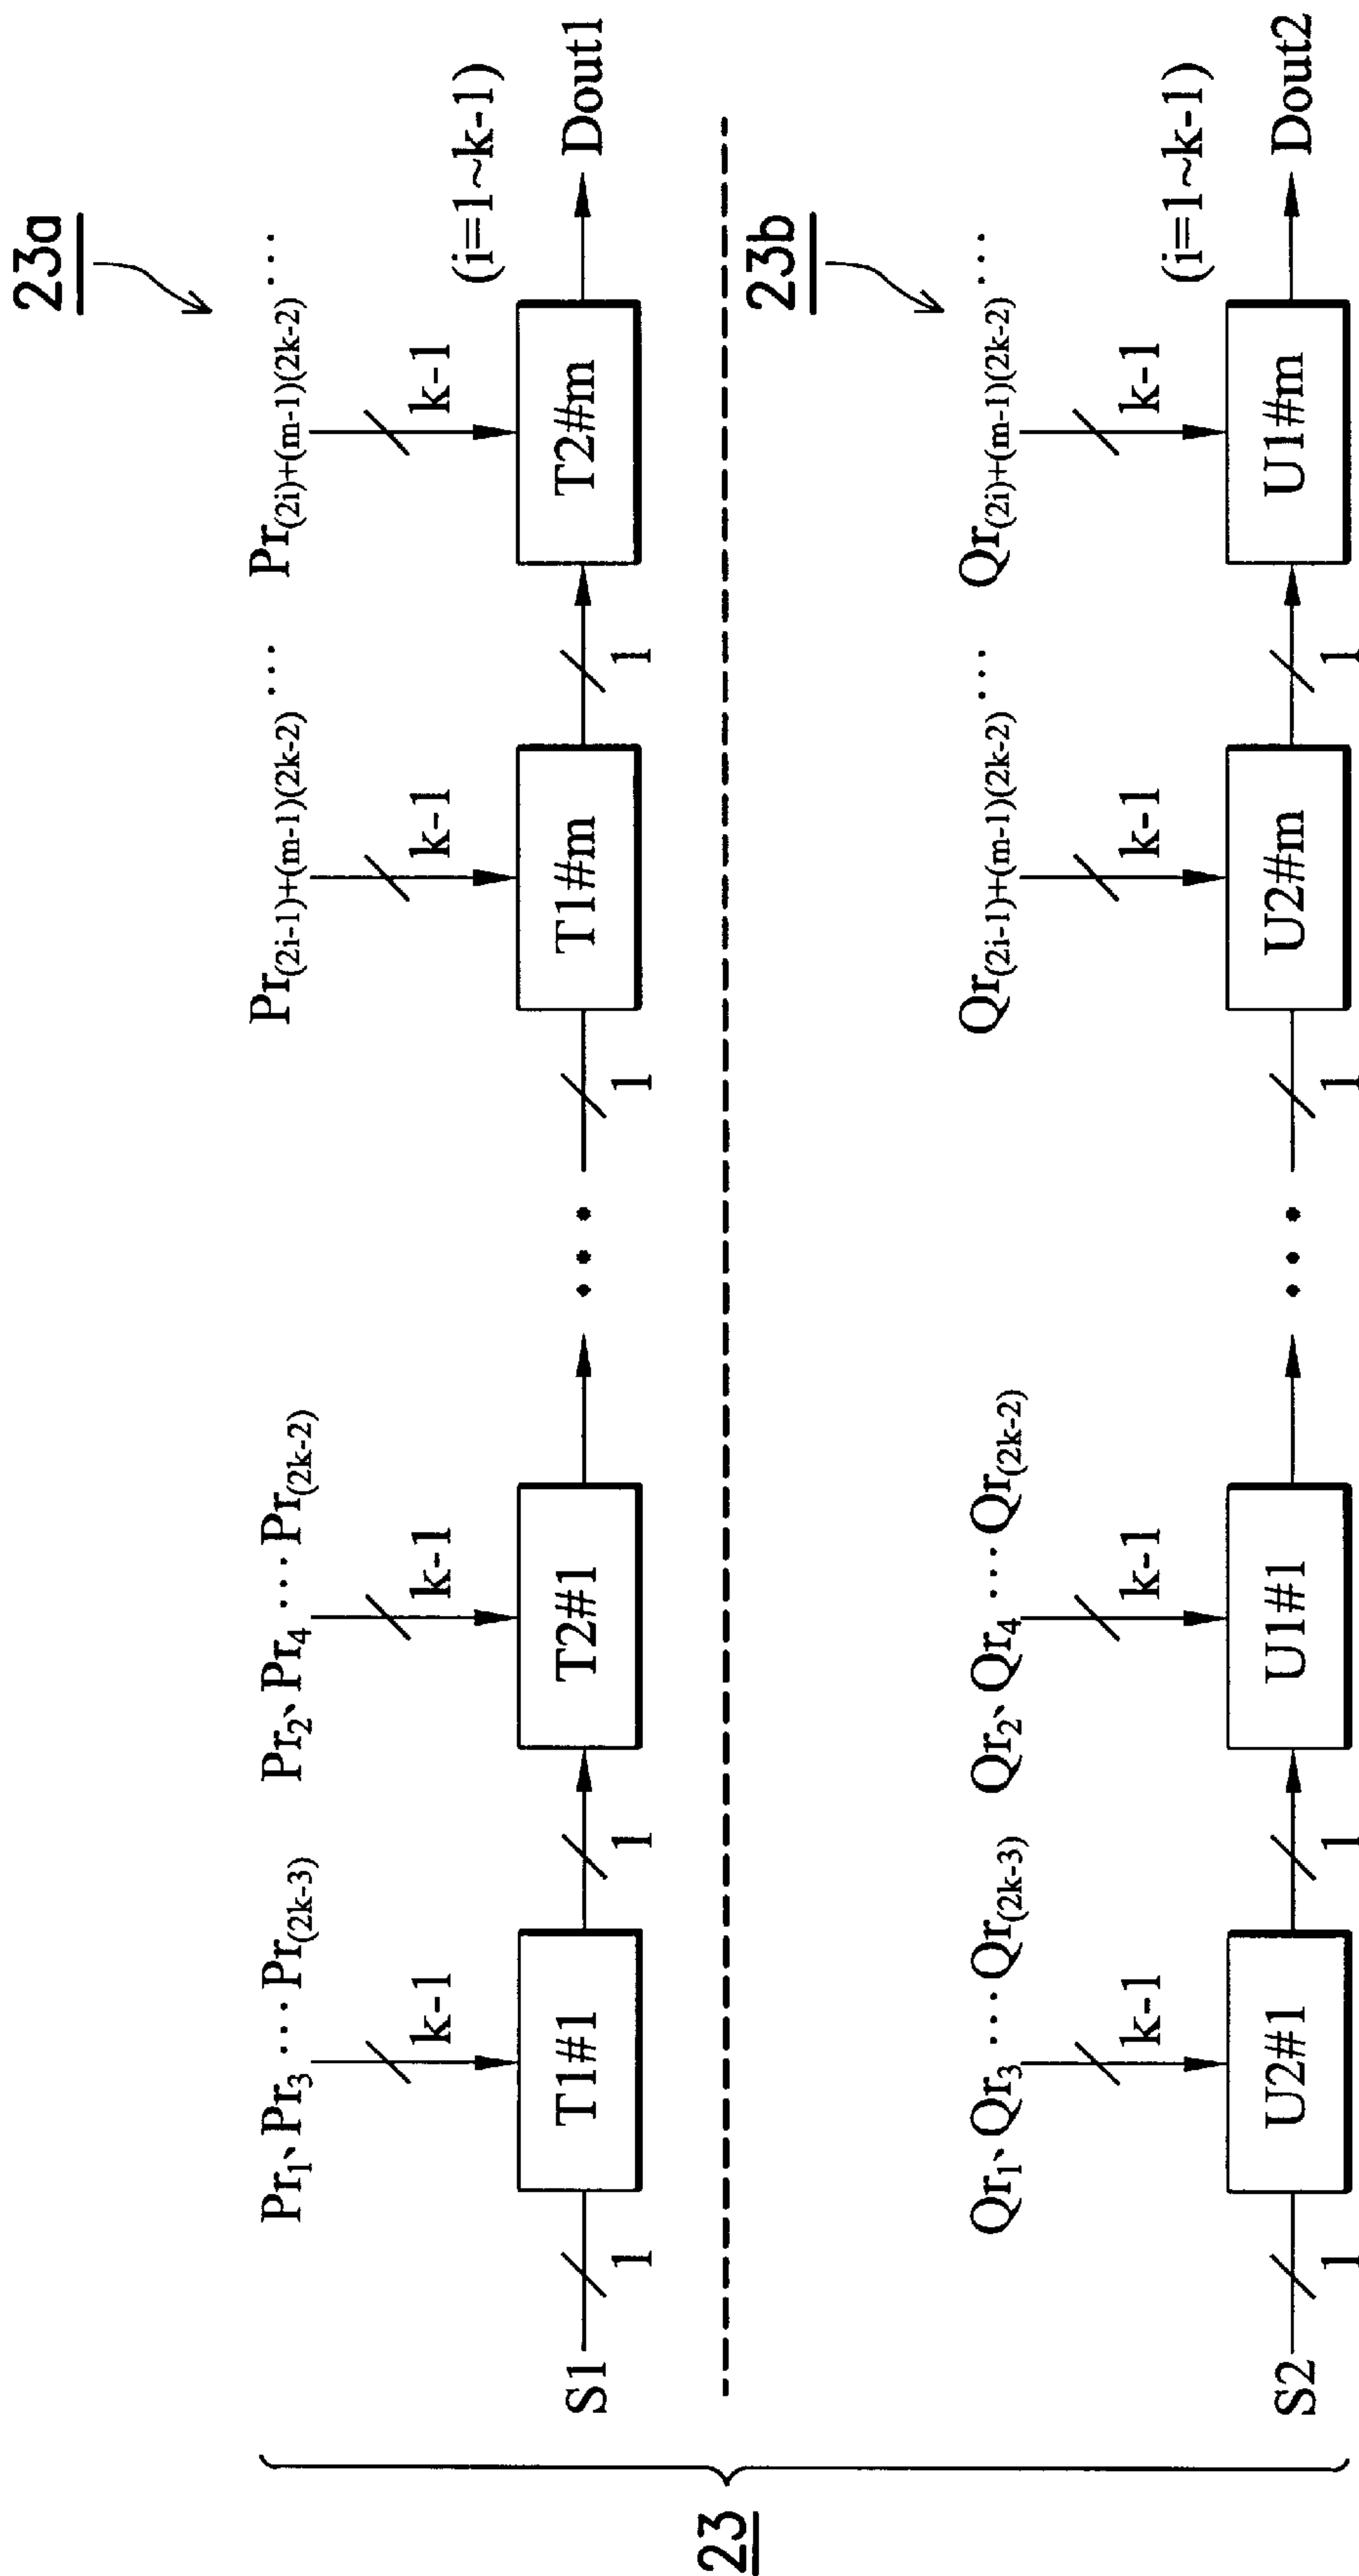 23a
Pr₁、Pr₃ ⋯Pr₍₂ₖ₋₃₎ Pr₂、Pr₄ ⋯Pr₍₂ₖ₋₂₎ Pr(2i-1)+(m-1)(2k-2) ⋯ Pr(2i)+(m-1)(2k-2) ⋯
k-1 k-1 k-1 k-1 (i=1~k-1)
S1 1 T1#1 1 T2#1 ••• 1 T1#m 1 T2#m Dout1
23
23b
Qr₁、Qr₃ ⋯Qr₍₂ₖ₋₃₎ Qr₂、Qr₄ ⋯Qr₍₂ₖ₋₂₎ Qr(2i-1)+(m-1)(2k-2) ⋯ Qr(2i)+(m-1)(2k-2) ⋯
k-1 k-1 k-1 k-1 (i=1~k-1)
S2 1 U2#1 1 U1#1 ••• 1 U2#m 1 U1#m Dout2